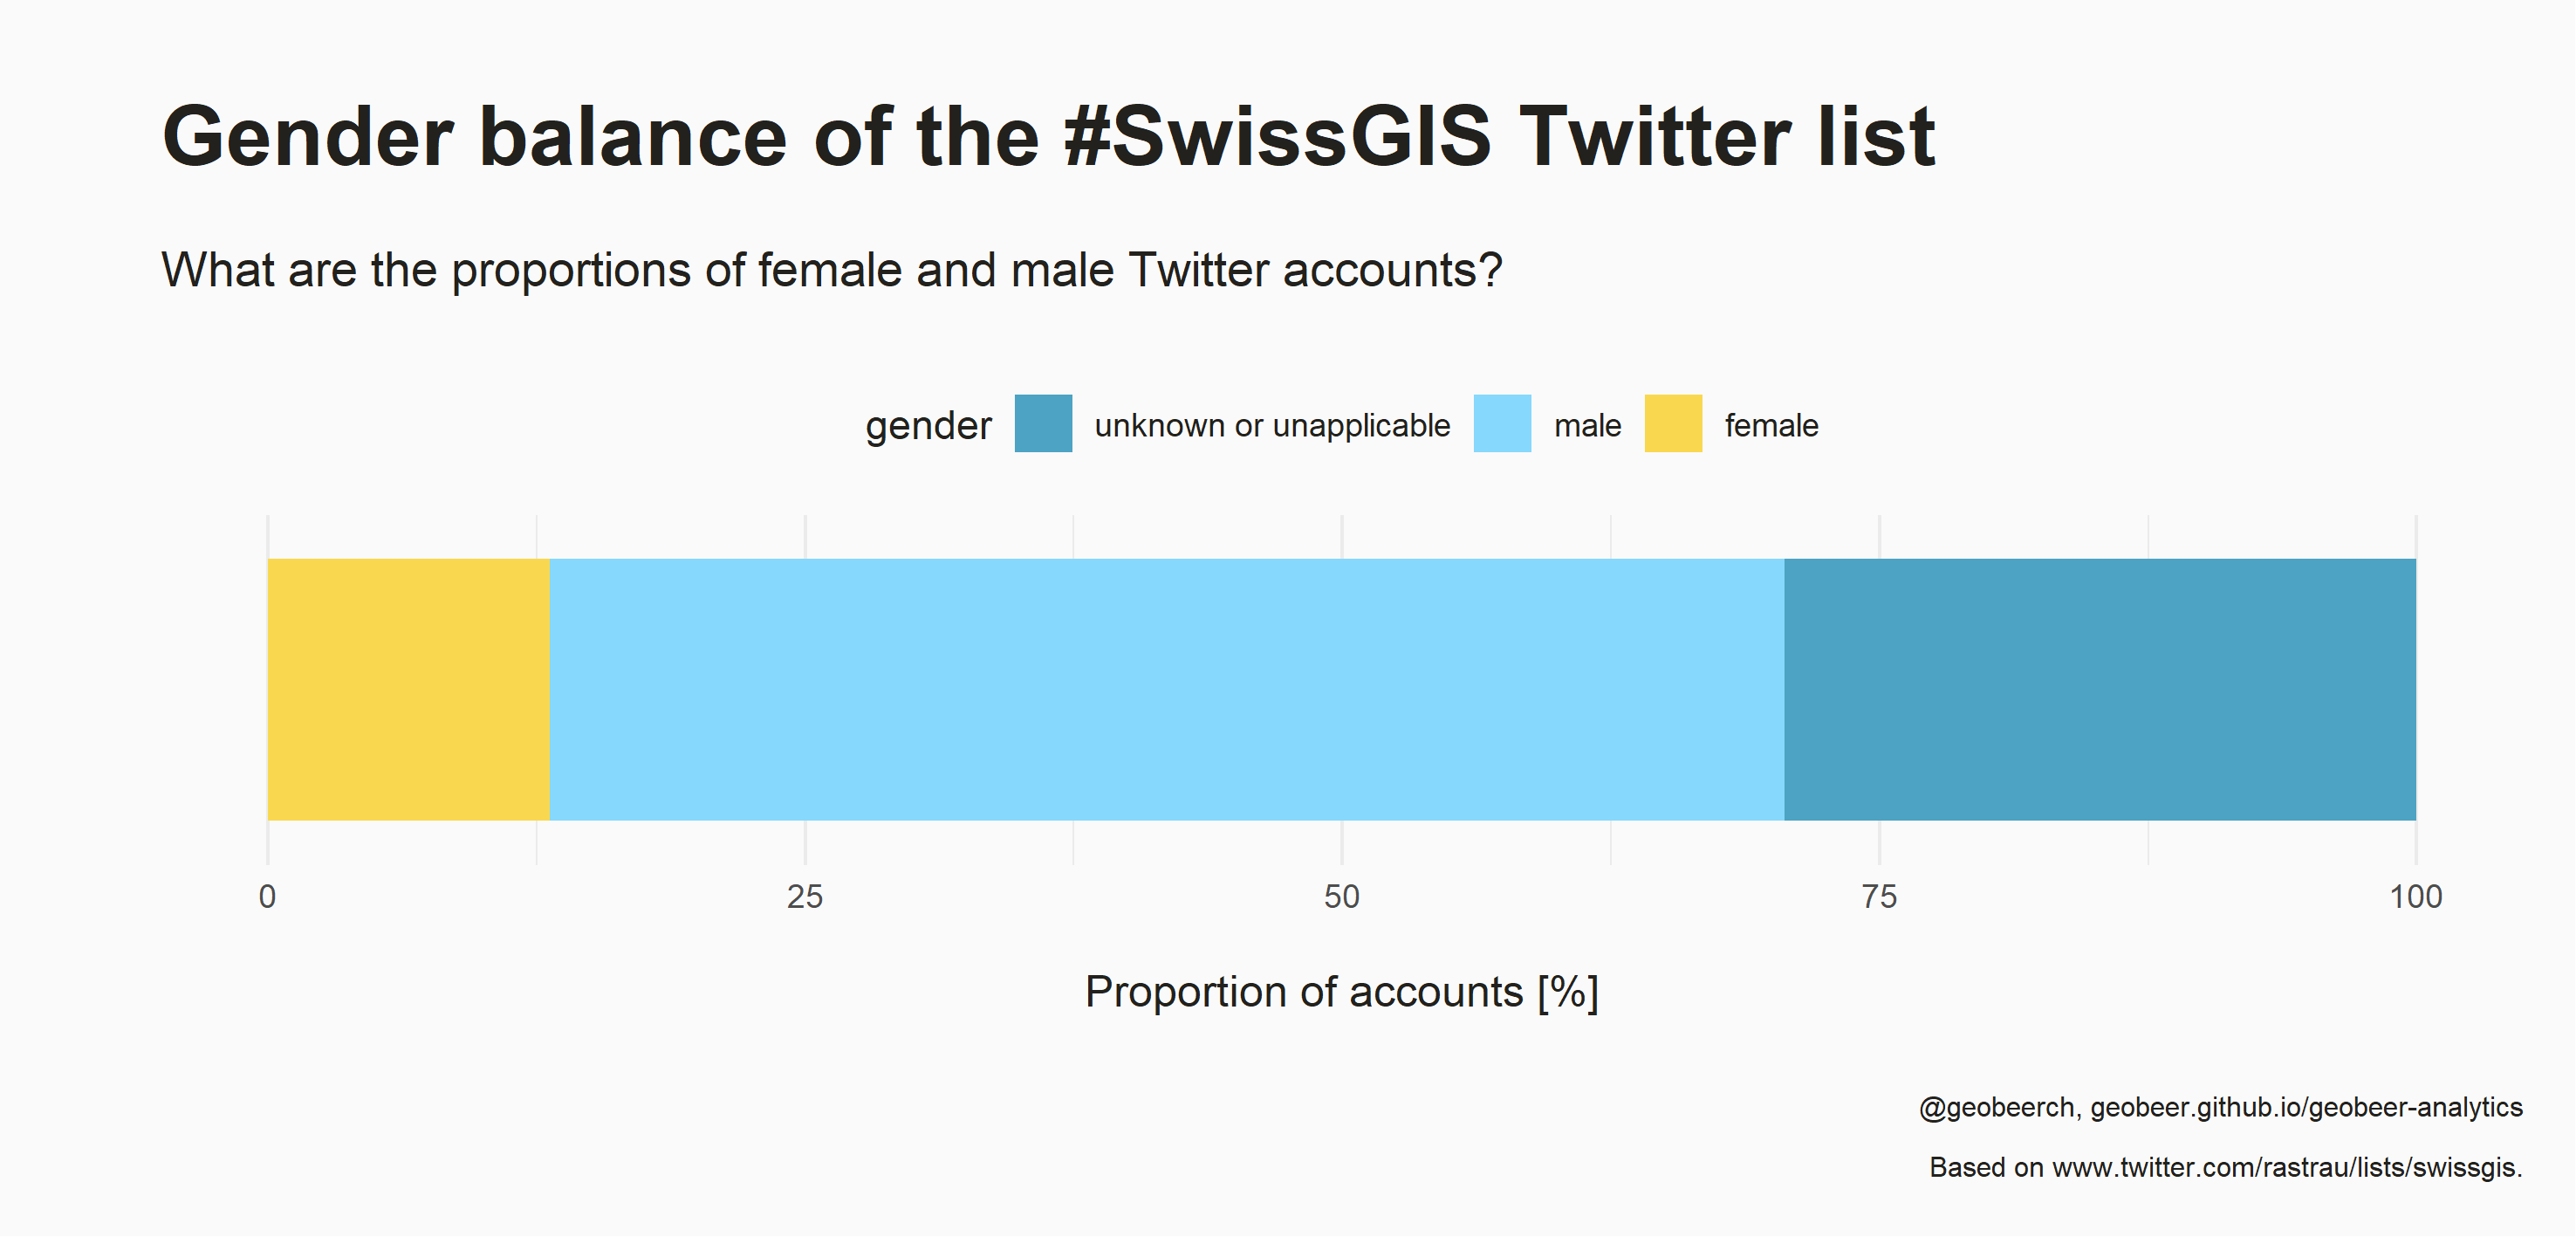 Gender balance of the #SwissGIS Twitter list
What are the proportions of female and male Twitter accounts?
gender unknown or unapplicable male female
0 25 50 75 100
Proportion of accounts [%]
@geobeerch, geobeer.github.io/geobeer-analytics
Based on www.twitter.com/rastrau/lists/swissgis.